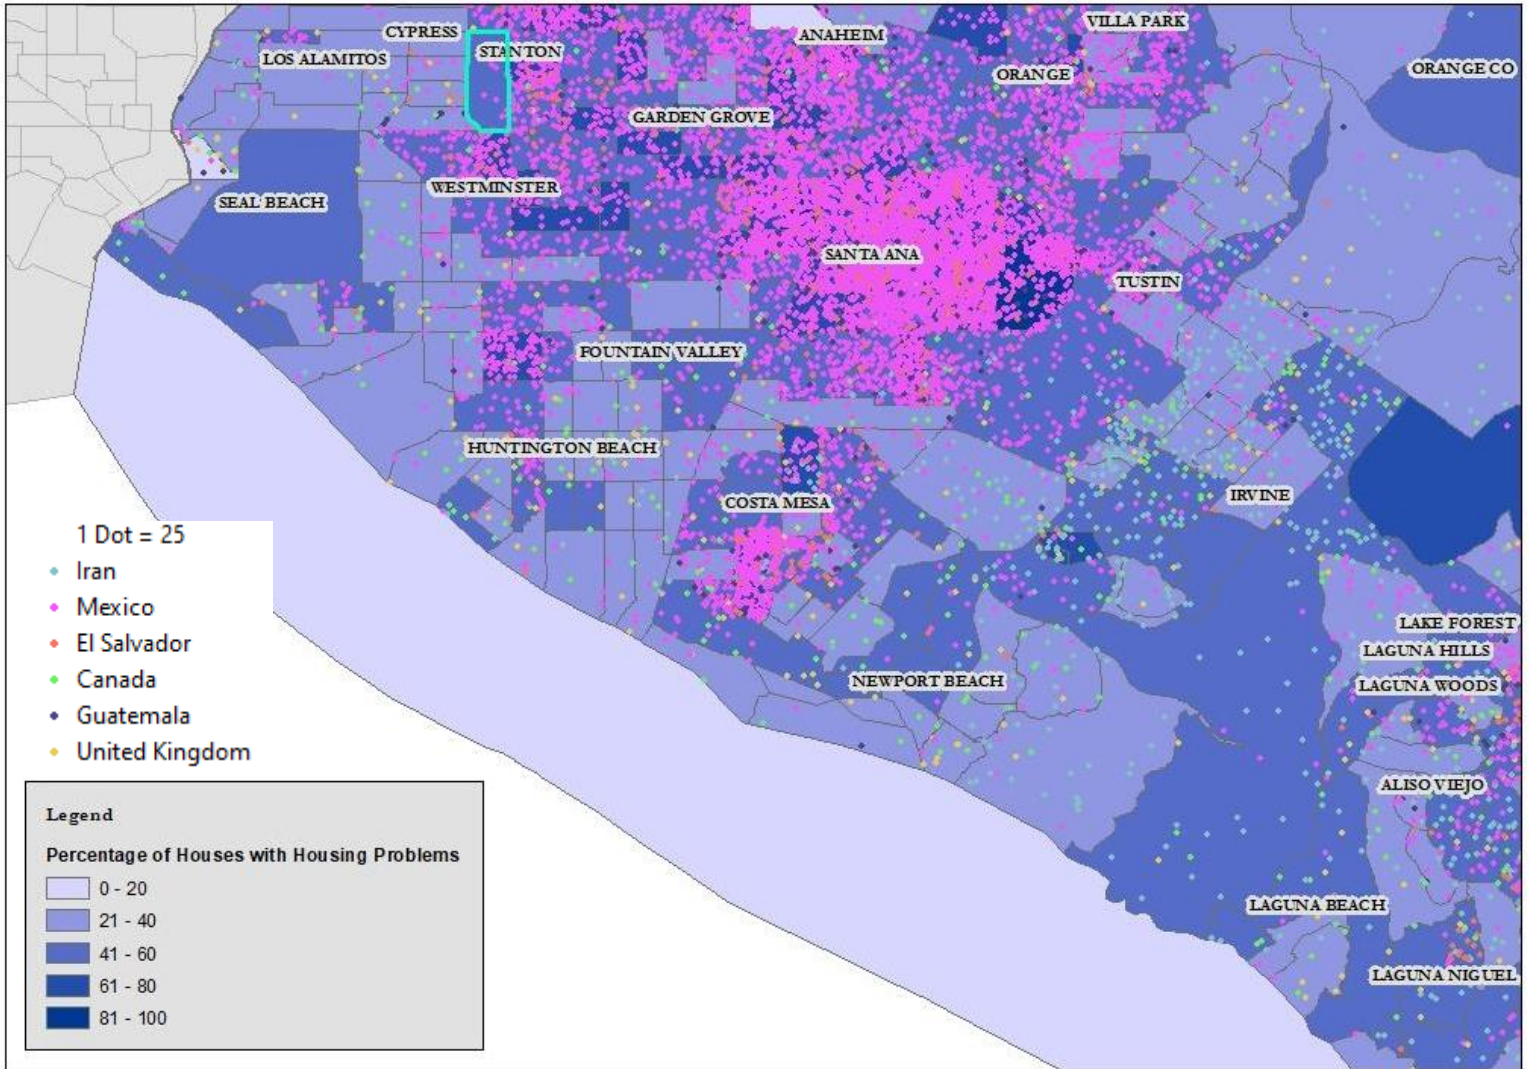 VILLA PARK
CYPRESS
ANAHEIM
STANTON
LOS ALAMITOS
ORANGE CO
ORANGE
GARDEN GROVE
WESTMINSTER
SEAL BEACH
SANTA ANA
TUSTIN
FOUNTAIN VALLEY
HUNTINGTON BEACH
IRVINE
COSTA MESA
1 Dot = 25
Iran
Mexico
El Salvador
Canada
Guatemala
United Kingdom
LAKE FOREST
LAGUNA HILLS
NEWPORT BEACH
LAGUNA WOODS
ALISO VIEJO
LAGUNA BEACH
LAGUNA NIGUEL
Legend
Percentage of Houses with Housing Problems
0 - 20
21 - 40
41 - 60
61 - 80
81 - 100